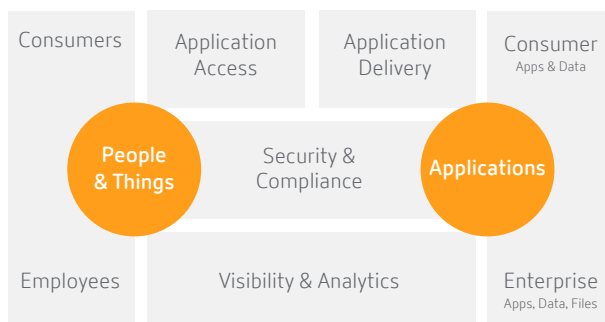 Consumers
Application
Access
Application
Delivery
Consumer
Apps & Data
People
& Things
Security &
Compliance
Applications
Employees
Visibility & Analytics
Enterprise
Apps, Data, Files